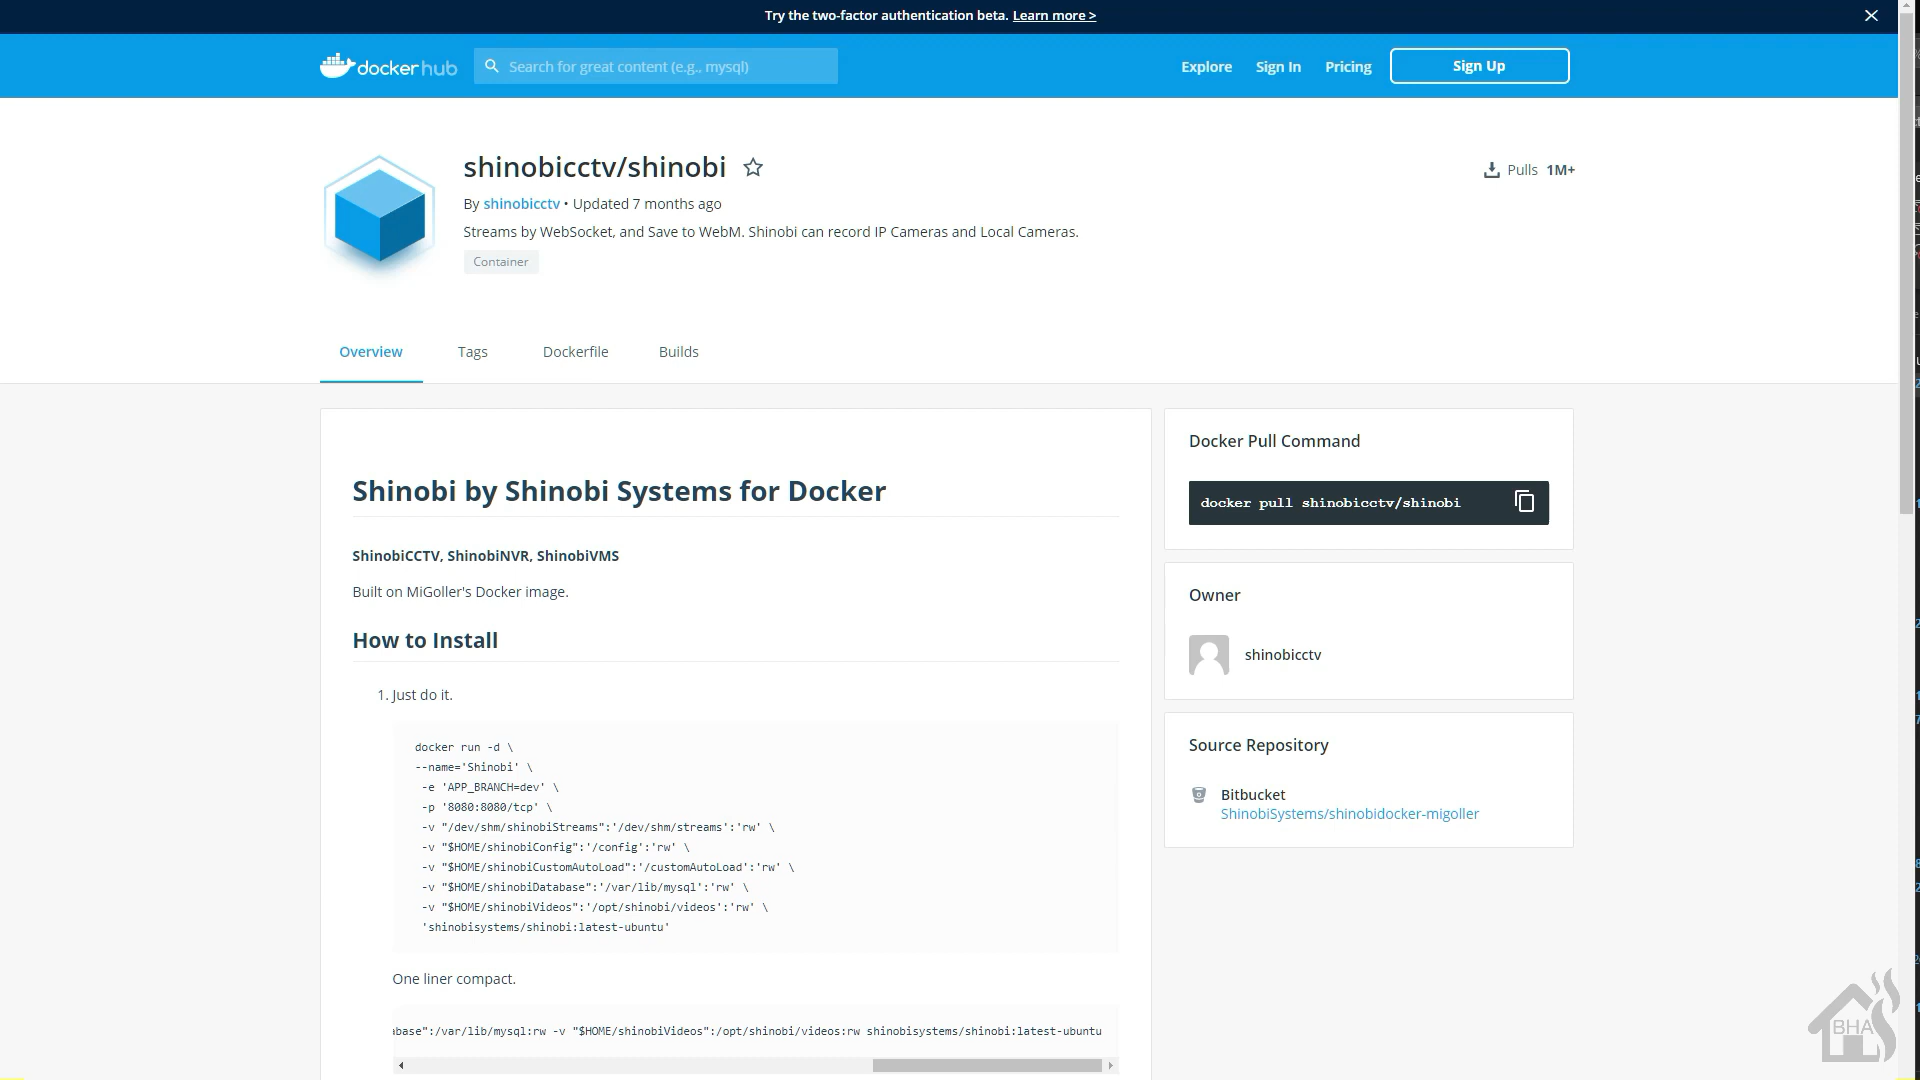 Try the two-factor authentication beta. Learn more >
docker hub
Search for great content (e.g., mysql)
Explore
Sign In
Pricing
Sign Up
shinobicctv/shinobi
Pulls 1M+
By shinobicctv • Updated 7 months ago
Streams by WebSocket, and Save to WebM. Shinobi can record IP Cameras and Local Cameras.
Container
Overview
Tags
Dockerfile
Builds
Shinobi by Shinobi Systems for Docker
ShinobiCCTV, ShinobiNVR, ShinobiVMS
Built on MiGoller's Docker image.
How to Install
1. Just do it.
docker run -d \
--name='Shinobi' \
-e 'APP_BRANCH=dev' \
-p '8080:8080/tcp' \
-v "/dev/shm/shinobiStreams":'/dev/shm/streams':'rw' \
-v "$HOME/shinobiConfig":'/config':'rw' \
-v "$HOME/shinobiCustomAutoLoad":'/customAutoLoad':'rw' \
-v "$HOME/shinobiDatabase":'/var/lib/mysql':'rw' \
-v "$HOME/shinobiVideos":'/opt/shinobi/videos':'rw' \
'shinobisystems/shinobi:latest-ubuntu'
One liner compact.
abase":/var/lib/mysql:rw -v "$HOME/shinobiVideos":/opt/shinobi/videos:rw shinobisystems/shinobi:latest-ubuntu
Docker Pull Command
docker pull shinobicctv/shinobi
Owner
shinobicctv
Source Repository
Bitbucket
ShinobiSystems/shinobidocker-migoller
BHA